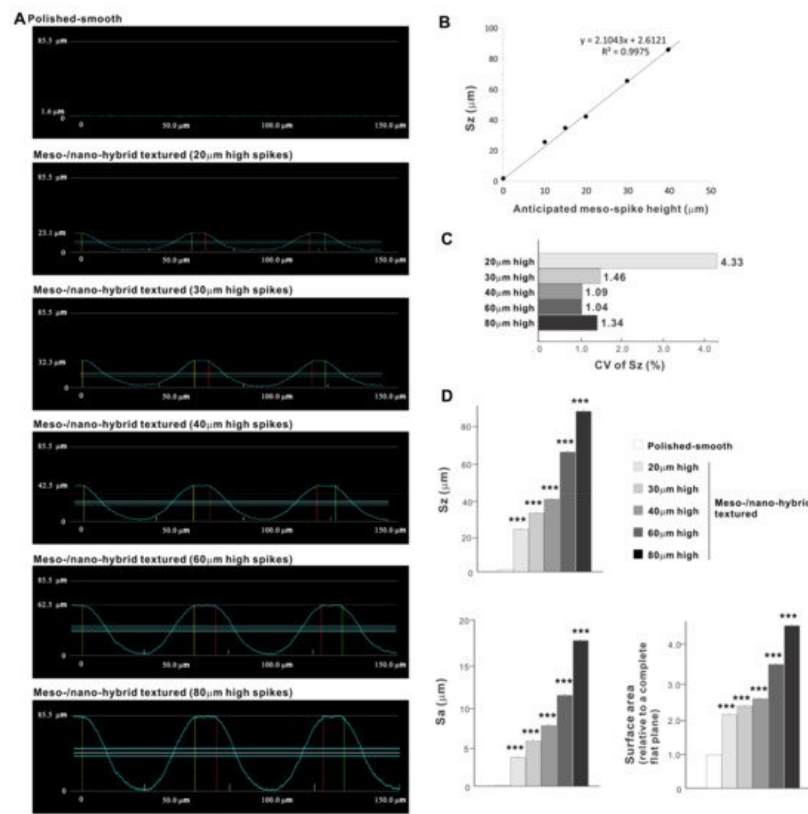 A
Polished-smooth
85.5 μm
1.6 μm
0
0 50.0 μm 100.0 μm 150.0 μm
Meso-/nano-hybrid textured (20μm high spikes)
85.5 μm
23.1 μm
0
0 50.0 μm 100.0 μm 150.0 μm
Meso-/nano-hybrid textured (30μm high spikes)
85.5 μm
32.3 μm
0
0 50.0 μm 100.0 μm 150.0 μm
Meso-/nano-hybrid textured (40μm high spikes)
85.5 μm
42.5 μm
0
0 50.0 μm 100.0 μm 150.0 μm
Meso-/nano-hybrid textured (60μm high spikes)
85.5 μm
62.5 μm
0
0 50.0 μm 100.0 μm 150.0 μm
Meso-/nano-hybrid textured (80μm high spikes)
85.5 μm
0
0 50.0 μm 100.0 μm 150.0 μm
B
y = 2.1043x + 2.6121
R² = 0.9975
100
80
60
40
20
0
0 10 20 30 40 50
Sz (μm)
Anticipated meso-spike height (μm)
C
20μm high 4.33
30μm high 1.46
40μm high 1.09
60μm high 1.04
80μm high 1.34
0 1.0 2.0 3.0 4.0
CV of Sz (%)
D
80
60
40
20
0
Sz (μm)
*** *** *** *** ***
Polished-smooth
20μm high
30μm high
40μm high
60μm high
80μm high
Meso-/nano-hybrid
textured
20
15
10
5
0
Sa (μm)
*** *** *** *** ***
4.0
3.0
2.0
1.0
0
Surface area
(relative to a complete
flat plane)
*** *** *** *** ***